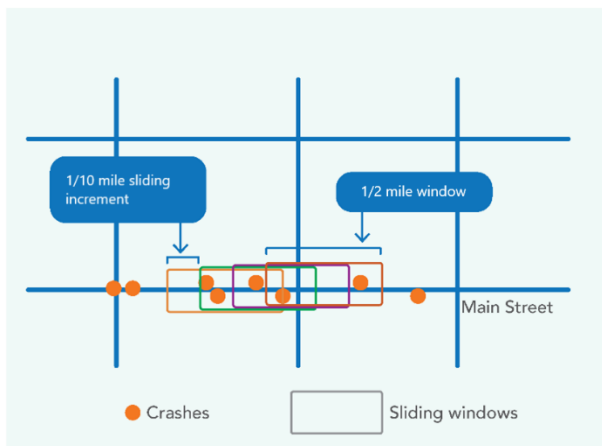 1/10 mile sliding
increment
1/2 mile window
Main Street
Crashes
Sliding windows